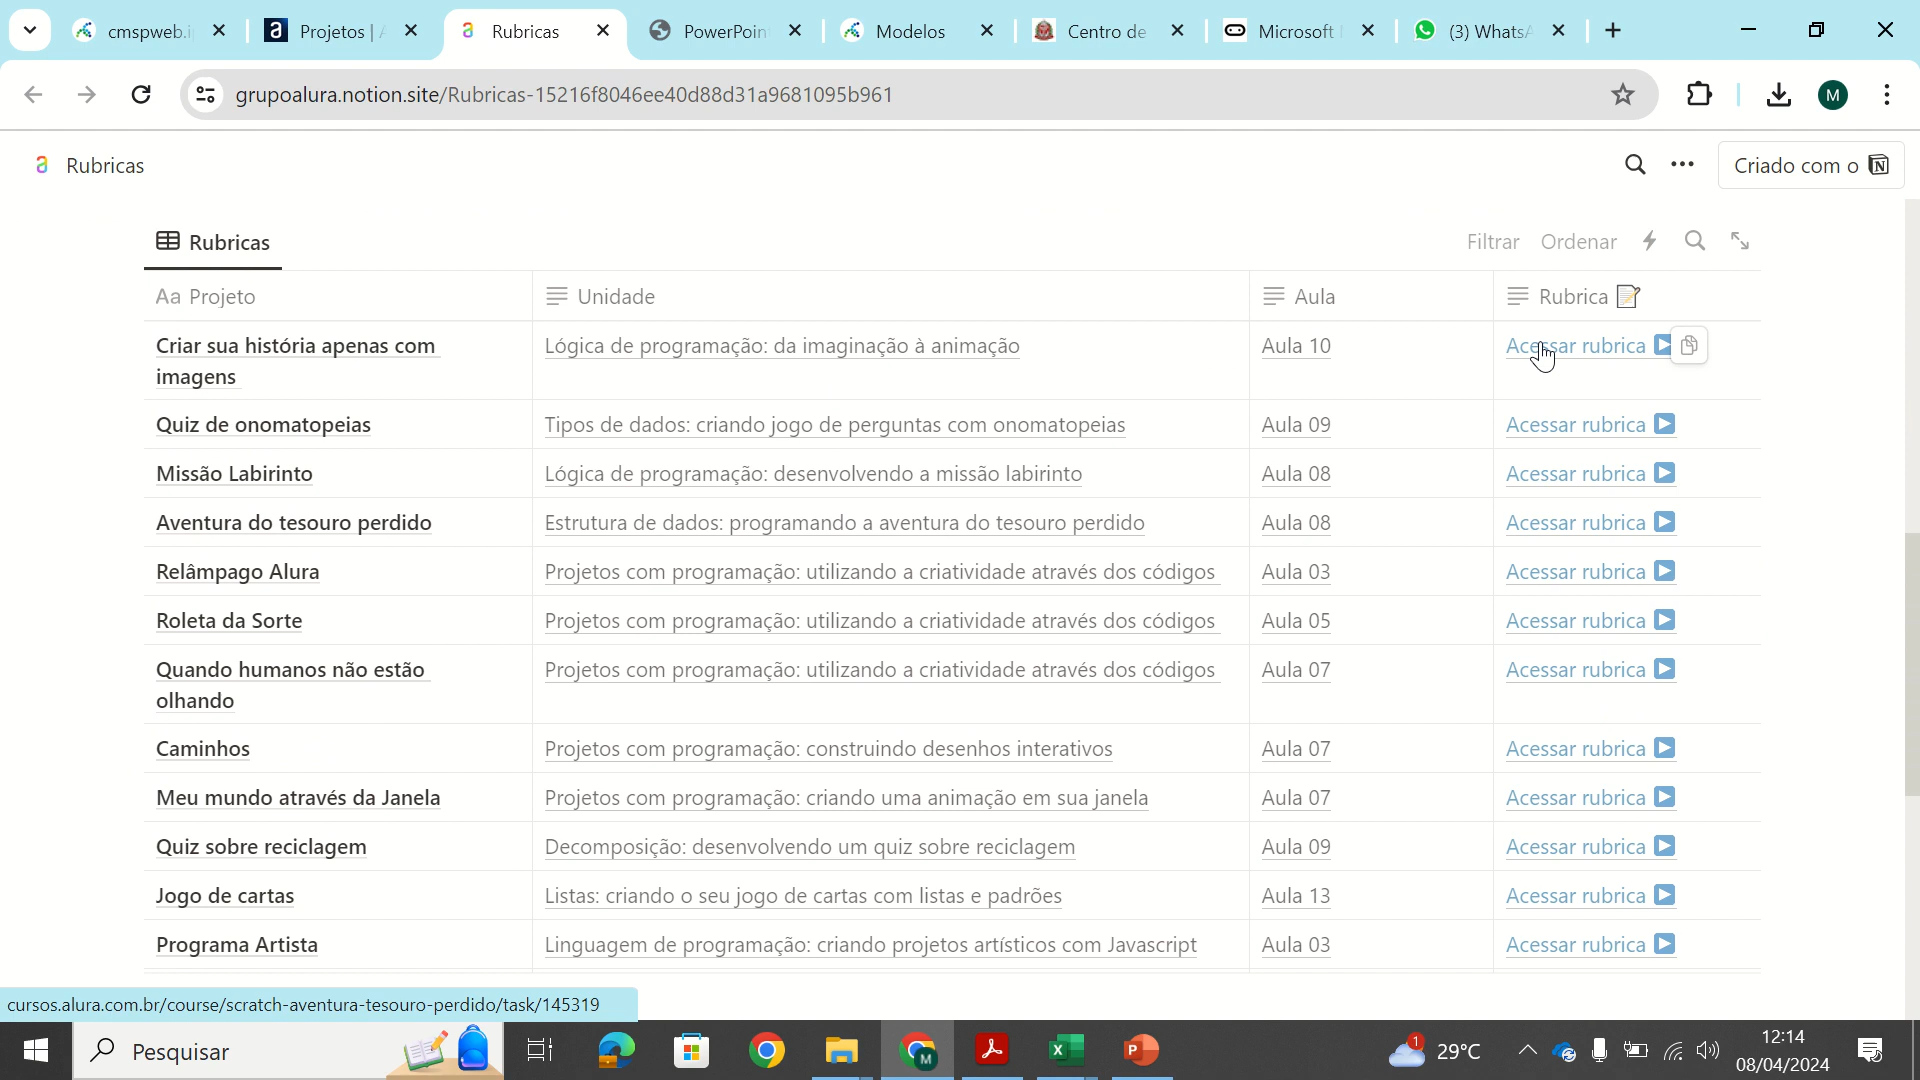 cmspweb.i
Projetos | A
Rubricas
PowerPoin
Modelos
Centro de
Microsoft
(3) WhatsA
grupoalura.notion.site/Rubricas-15216f8046ee40d88d31a9681095b961
M
Rubricas
Criado com o
Rubricas
Filtrar Ordenar
Aa Projeto Unidade Aula Rubrica
Criar sua história apenas com Lógica de programação: da imaginação à animação Aula 10 Acessar rubrica
imagens
Quiz de onomatopeias Tipos de dados: criando jogo de perguntas com onomatopeias Aula 09 Acessar rubrica
Missão Labirinto Lógica de programação: desenvolvendo a missão labirinto Aula 08 Acessar rubrica
Aventura do tesouro perdido Estrutura de dados: programando a aventura do tesouro perdido Aula 08 Acessar rubrica
Relâmpago Alura Projetos com programação: utilizando a criatividade através dos códigos Aula 03 Acessar rubrica
Roleta da Sorte Projetos com programação: utilizando a criatividade através dos códigos Aula 05 Acessar rubrica
Quando humanos não estão Projetos com programação: utilizando a criatividade através dos códigos Aula 07 Acessar rubrica
olhando
Caminhos Projetos com programação: construindo desenhos interativos Aula 07 Acessar rubrica
Meu mundo através da Janela Projetos com programação: criando uma animação em sua janela Aula 07 Acessar rubrica
Quiz sobre reciclagem Decomposição: desenvolvendo um quiz sobre reciclagem Aula 09 Acessar rubrica
Jogo de cartas Listas: criando o seu jogo de cartas com listas e padrões Aula 13 Acessar rubrica
Programa Artista Linguagem de programação: criando projetos artísticos com Javascript Aula 03 Acessar rubrica
cursos.alura.com.br/course/scratch-aventura-tesouro-perdido/task/145319
Pesquisar
1
29°C
12:14
08/04/2024